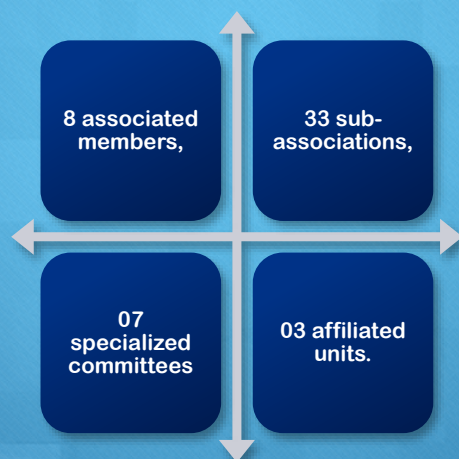 8 associated
members,
33 sub-
associations,
07
specialized
committees
03 affiliated
units.